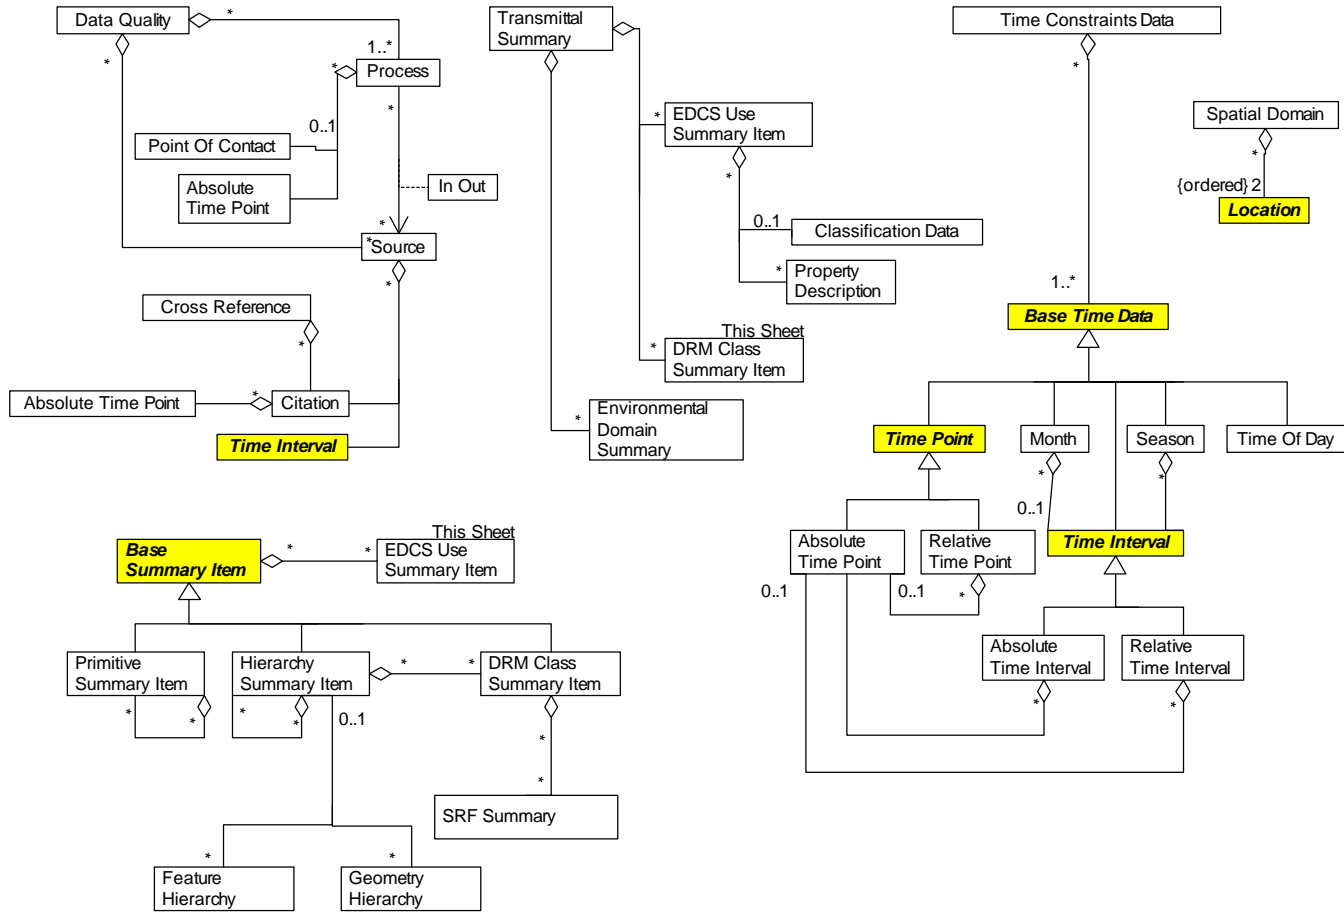 Data Quality
*
*
1..*
*
Process
*
0..1
Point Of Contact
Absolute
Time Point
In Out
*
*
Source
*
Cross Reference
*
Absolute Time Point
*
Citation
Time Interval
Transmittal
Summary
*
EDCS Use
Summary Item
*
0..1
Classification Data
*
Property
Description
This Sheet
*
DRM Class
Summary Item
*
Environmental
Domain
Summary
Time Constraints Data
*
Spatial Domain
*
{ordered} 2
Location
1..*
Base Time Data
Time Point
Month
Season
Time Of Day
*
*
0..1
Absolute
Time Point
Relative
Time Point
Time Interval
0..1
0..1
*
Absolute
Time Interval
Relative
Time Interval
*
*
Base
Summary Item
*
*
This Sheet
EDCS Use
Summary Item
Primitive
Summary Item
*
*
Hierarchy
Summary Item
*
*
*
*
0..1
DRM Class
Summary Item
*
*
SRF Summary
*
Feature
Hierarchy
*
Geometry
Hierarchy